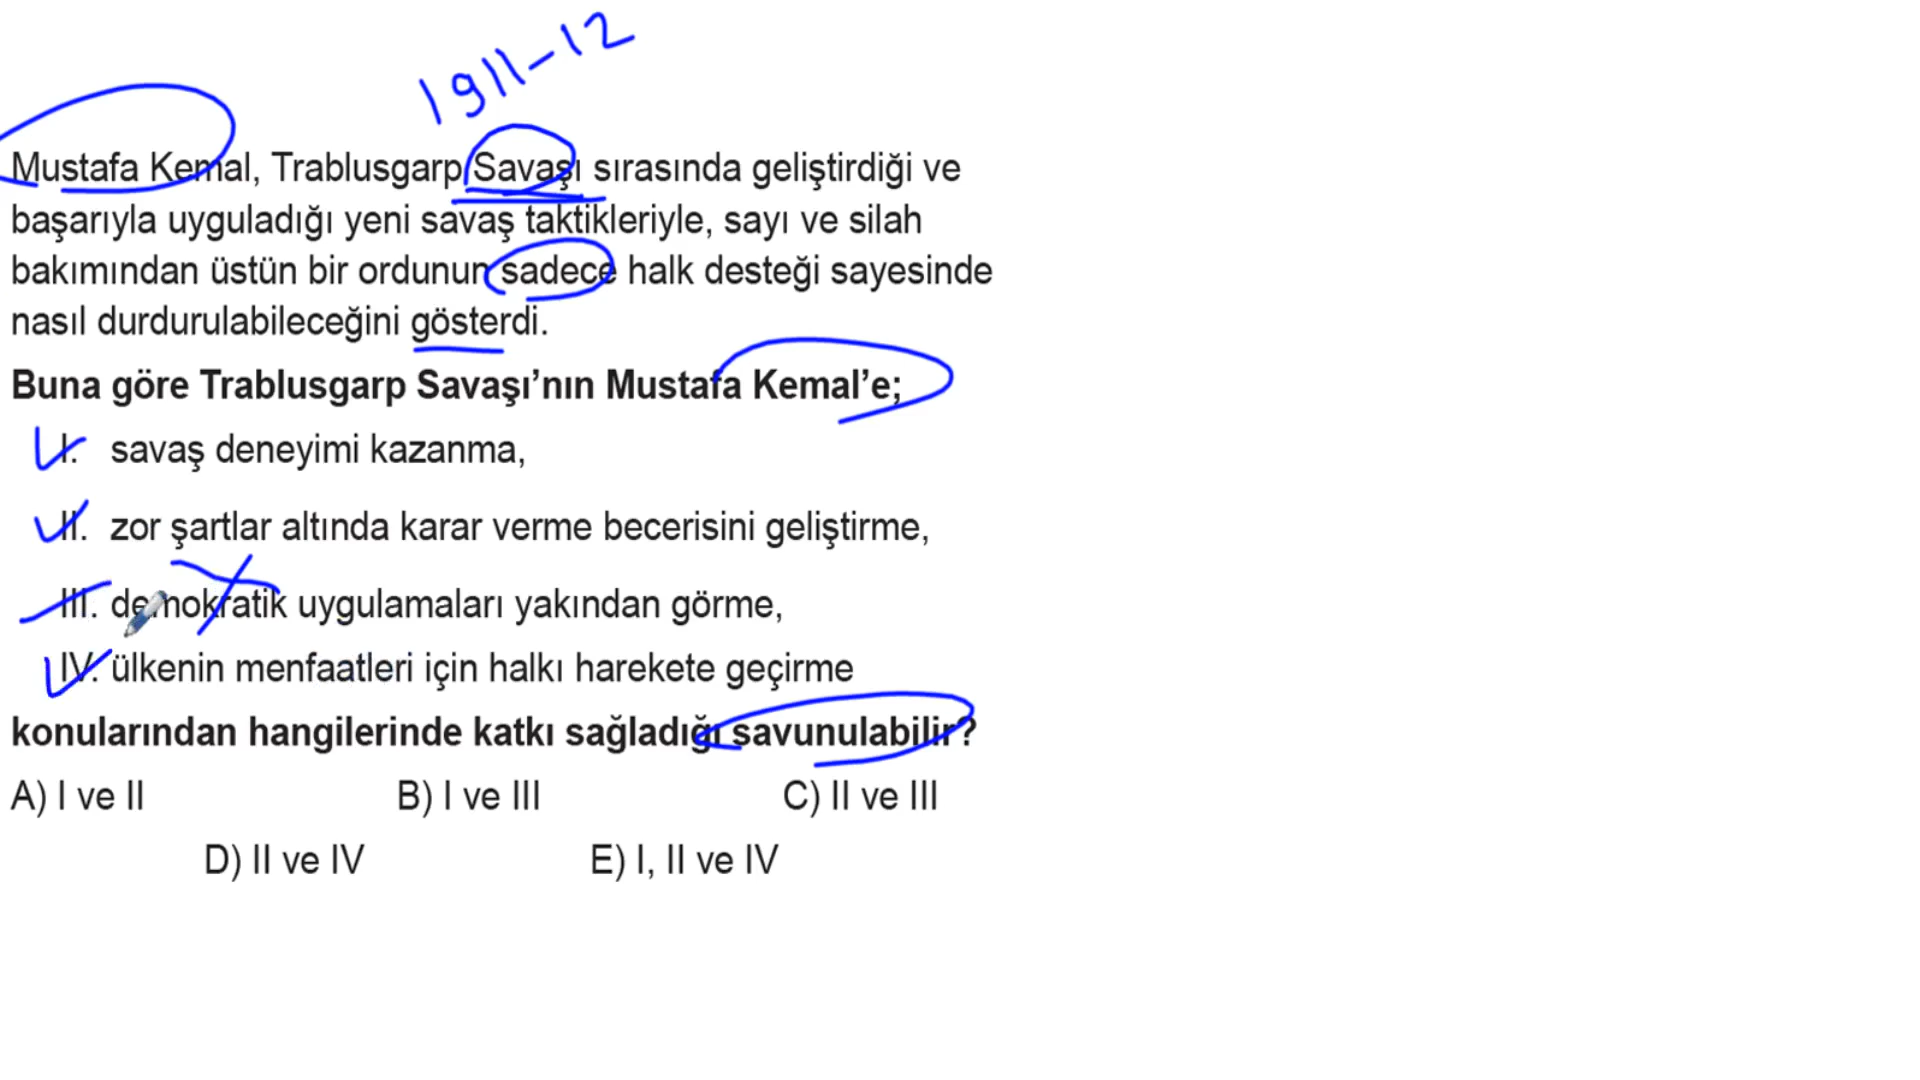 1911-12
Mustafa Kemal, Trablusgarp Savaşı sırasında geliştirdiği ve
başarıyla uyguladığı yeni savaş taktikleriyle, sayı ve silah
bakımından üstün bir ordunun sadece halk desteği sayesinde
nasıl durdurulabileceğini gösterdi.
Buna göre Trablusgarp Savaşı’nın Mustafa Kemal’e;
I. savaş deneyimi kazanma,
II. zor şartlar altında karar verme becerisini geliştirme,
III. demokratik uygulamaları yakından görme,
IV. ülkenin menfaatleri için halkı harekete geçirme
konularından hangilerinde katkı sağladığı savunulabilir?
A) I ve II B) I ve III C) II ve III
D) II ve IV E) I, II ve IV